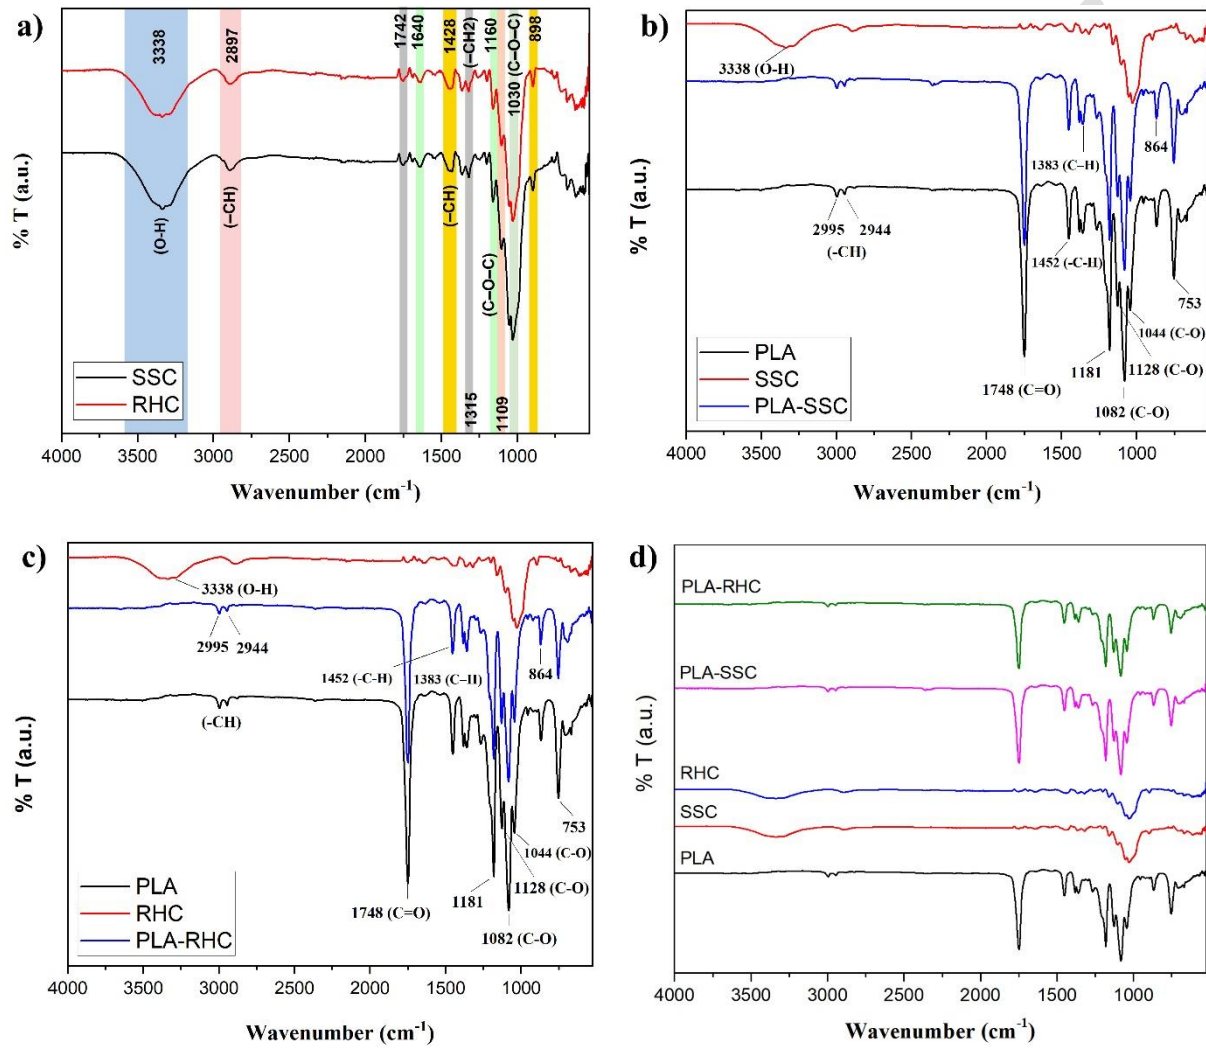 a)
3338
2897
1742
1640
1428
(–CH2)
1160
1030 (C–O–C)
898
(O-H)
(–CH)
(–CH)
(C–O–C)
1315
1109
SSC
RHC
% T (a.u.)
4000 3500 3000 2500 2000 1500 1000
Wavenumber (cm-1)
b)
3338 (O-H)
1383 (C–H)
864
2995 2944
(-CH)
1452 (-C-H)
753
1044 (C-O)
1181
1128 (C-O)
1748 (C=O)
1082 (C-O)
PLA
SSC
PLA-SSC
% T (a.u.)
4000 3500 3000 2500 2000 1500 1000
Wavenumber (cm-1)
c)
3338 (O-H)
2995 2944
1452 (-C-H)
1383 (C–H)
864
(–CH)
753
1044 (C-O)
1181
1128 (C-O)
1748 (C=O)
1082 (C-O)
PLA
RHC
PLA-RHC
% T (a.u.)
4000 3500 3000 2500 2000 1500 1000
Wavenumber (cm-1)
d)
PLA-RHC
PLA-SSC
RHC
SSC
PLA
% T (a.u.)
4000 3500 3000 2500 2000 1500 1000
Wavenumber (cm-1)